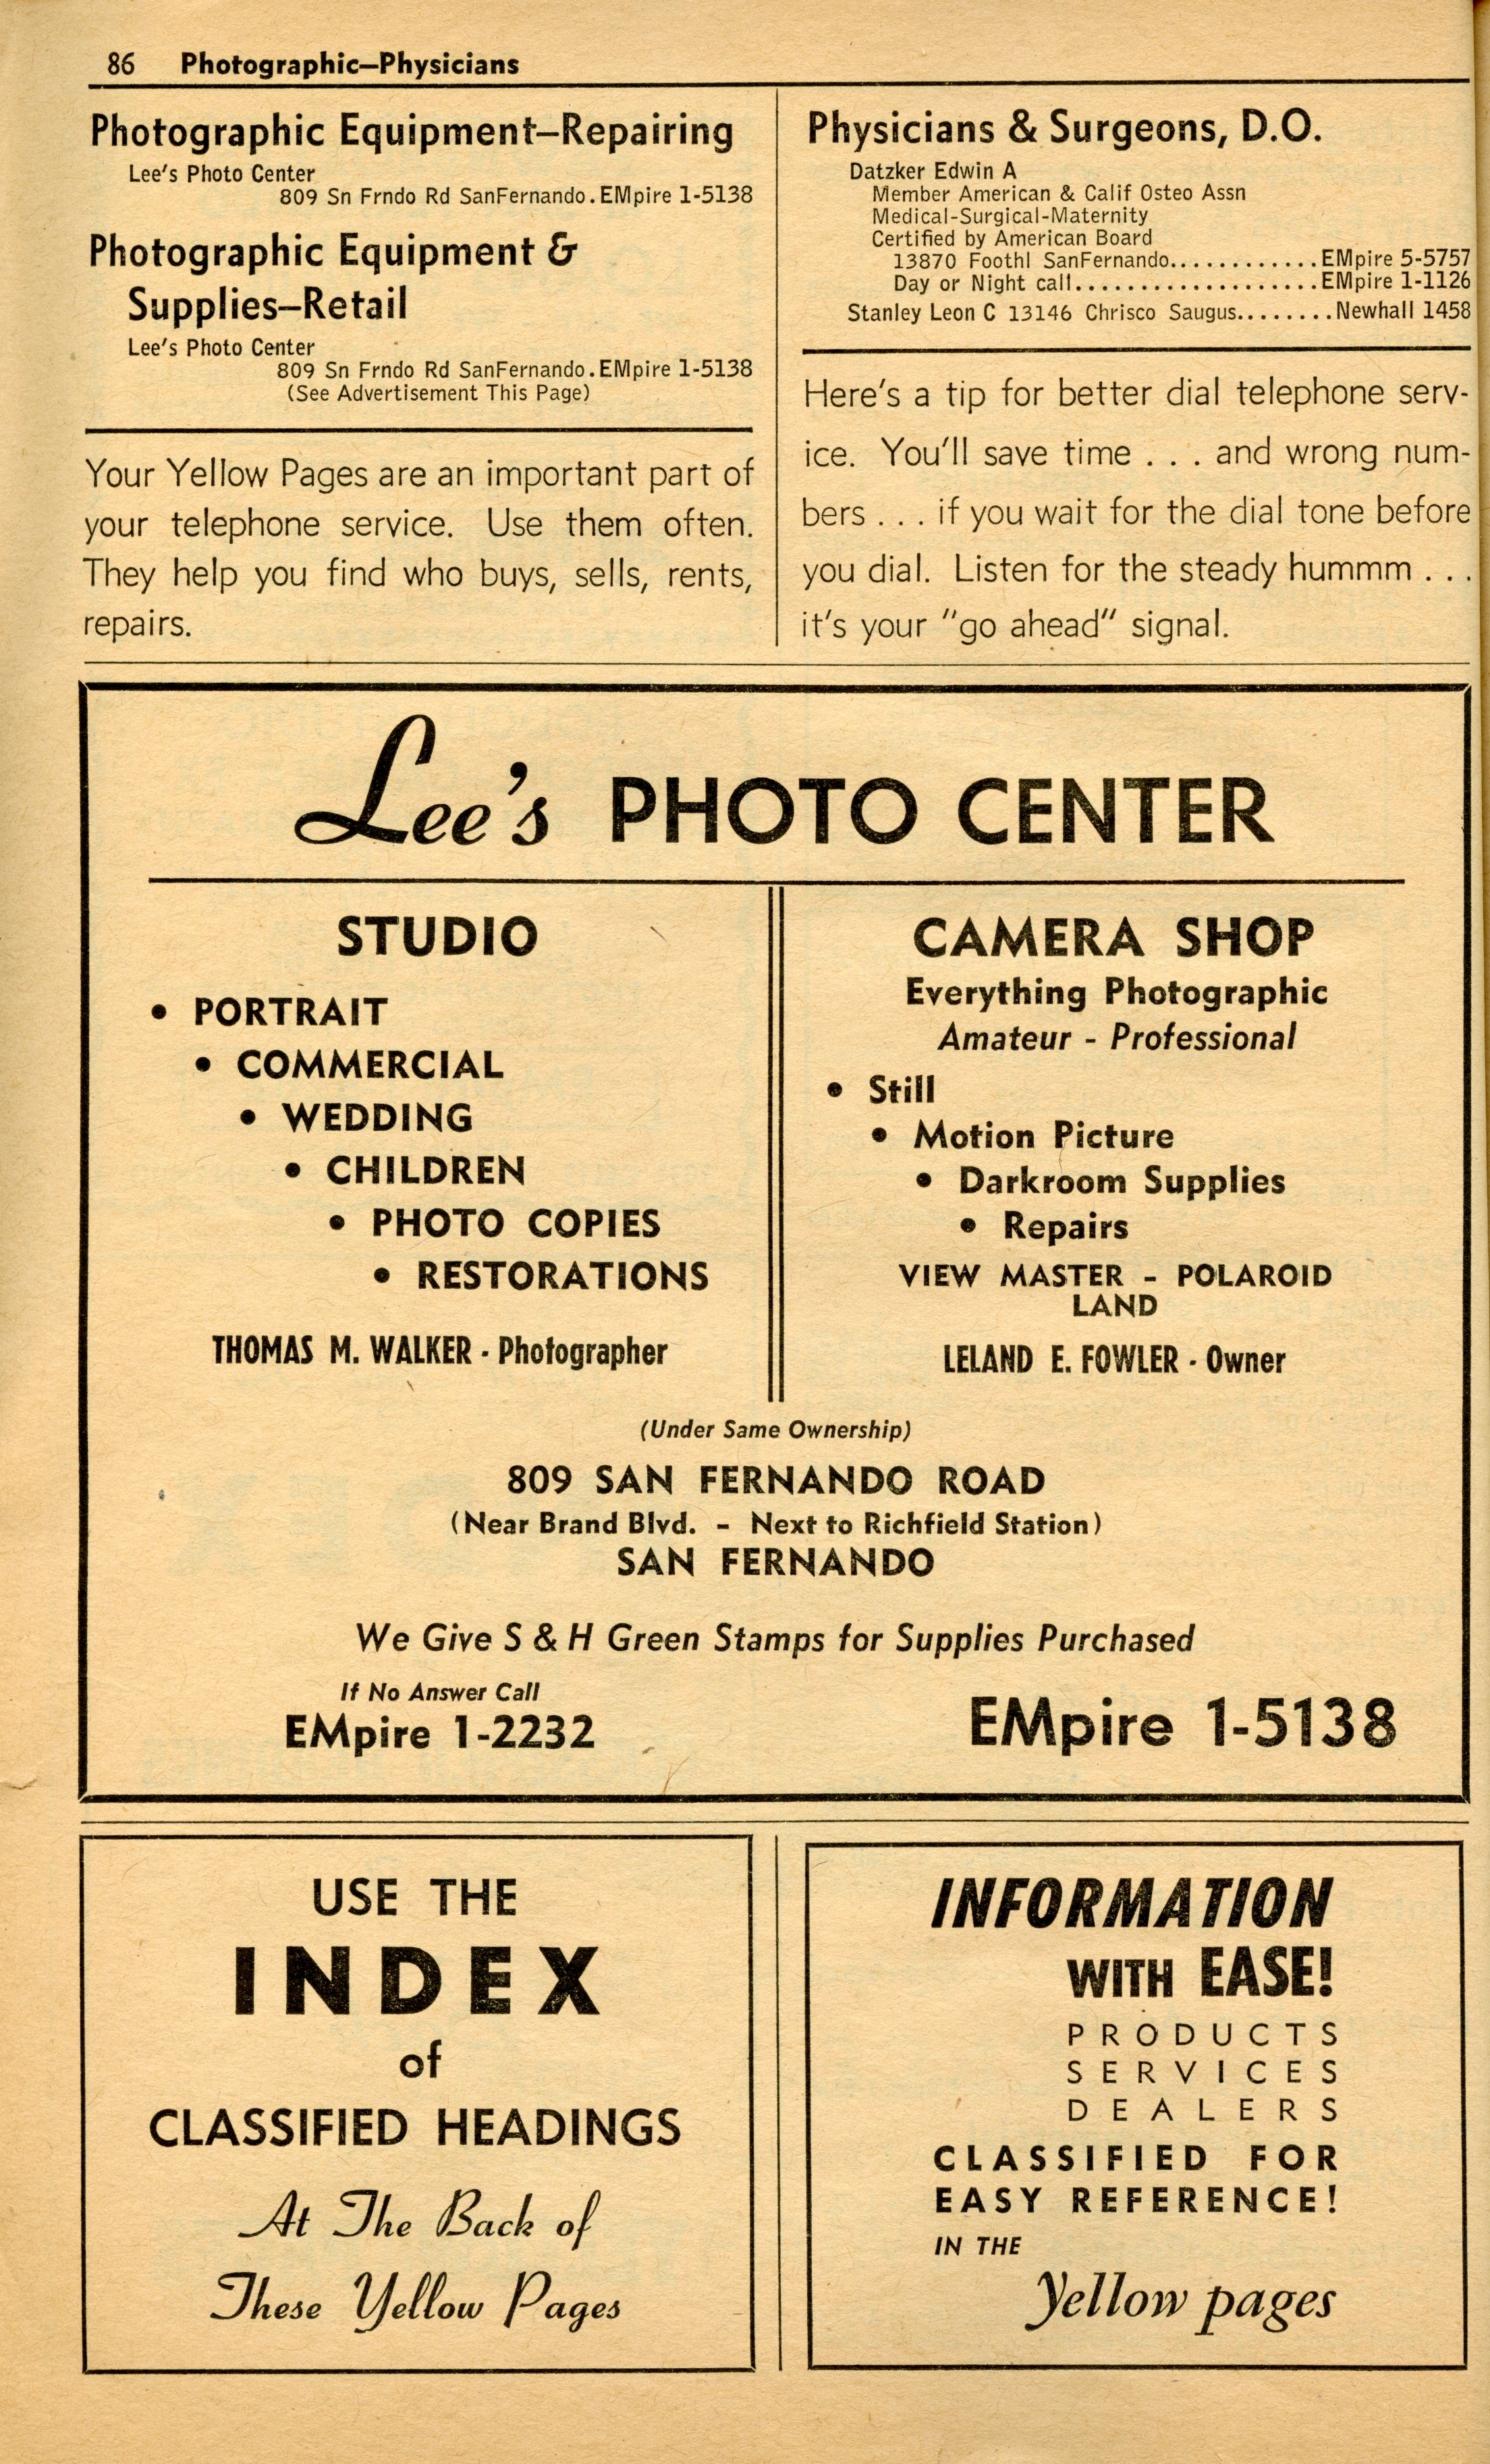 86 Photographic—Physicians
Photographic Equipment—Repairing
Lee's Photo Center
809 Sn Frndo Rd SanFernando.EMpire 1-5138
Photographic Equipment &
Supplies—Retail
Lee's Photo Center
809 Sn Frndo Rd SanFernando.EMpire 1-5138
(See Advertisement This Page)
Your Yellow Pages are an important part of
your telephone service. Use them often.
They help you find who buys, sells, rents,
repairs.
Physicians & Surgeons, D.O.
Datzker Edwin A
Member American & Calif Osteo Assn
Medical-Surgical-Maternity
Certified by American Board
13870 Foothl SanFernando............EMpire 5-5757
Day or Night call...................EMpire 1-1126
Stanley Leon C 13146 Chrisco Saugus........Newhall 1458
Here's a tip for better dial telephone serv-
ice. You'll save time . . . and wrong num-
bers . . . if you wait for the dial tone before
you dial. Listen for the steady hummm . . .
it's your "go ahead" signal.
Lee's PHOTO CENTER
STUDIO
• PORTRAIT
• COMMERCIAL
• WEDDING
• CHILDREN
• PHOTO COPIES
• RESTORATIONS
THOMAS M. WALKER - Photographer
CAMERA SHOP
Everything Photographic
Amateur - Professional
• Still
• Motion Picture
• Darkroom Supplies
• Repairs
VIEW MASTER - POLAROID
LAND
LELAND E. FOWLER - Owner
(Under Same Ownership)
809 SAN FERNANDO ROAD
(Near Brand Blvd. - Next to Richfield Station)
SAN FERNANDO
We Give S & H Green Stamps for Supplies Purchased
If No Answer Call
EMpire 1-2232
EMpire 1-5138
USE THE
INDEX
of
CLASSIFIED HEADINGS
At The Back of
These Yellow Pages
INFORMATION
WITH EASE!
PRODUCTS
SERVICES
DEALERS
CLASSIFIED FOR
EASY REFERENCE!
IN THE
Yellow pages